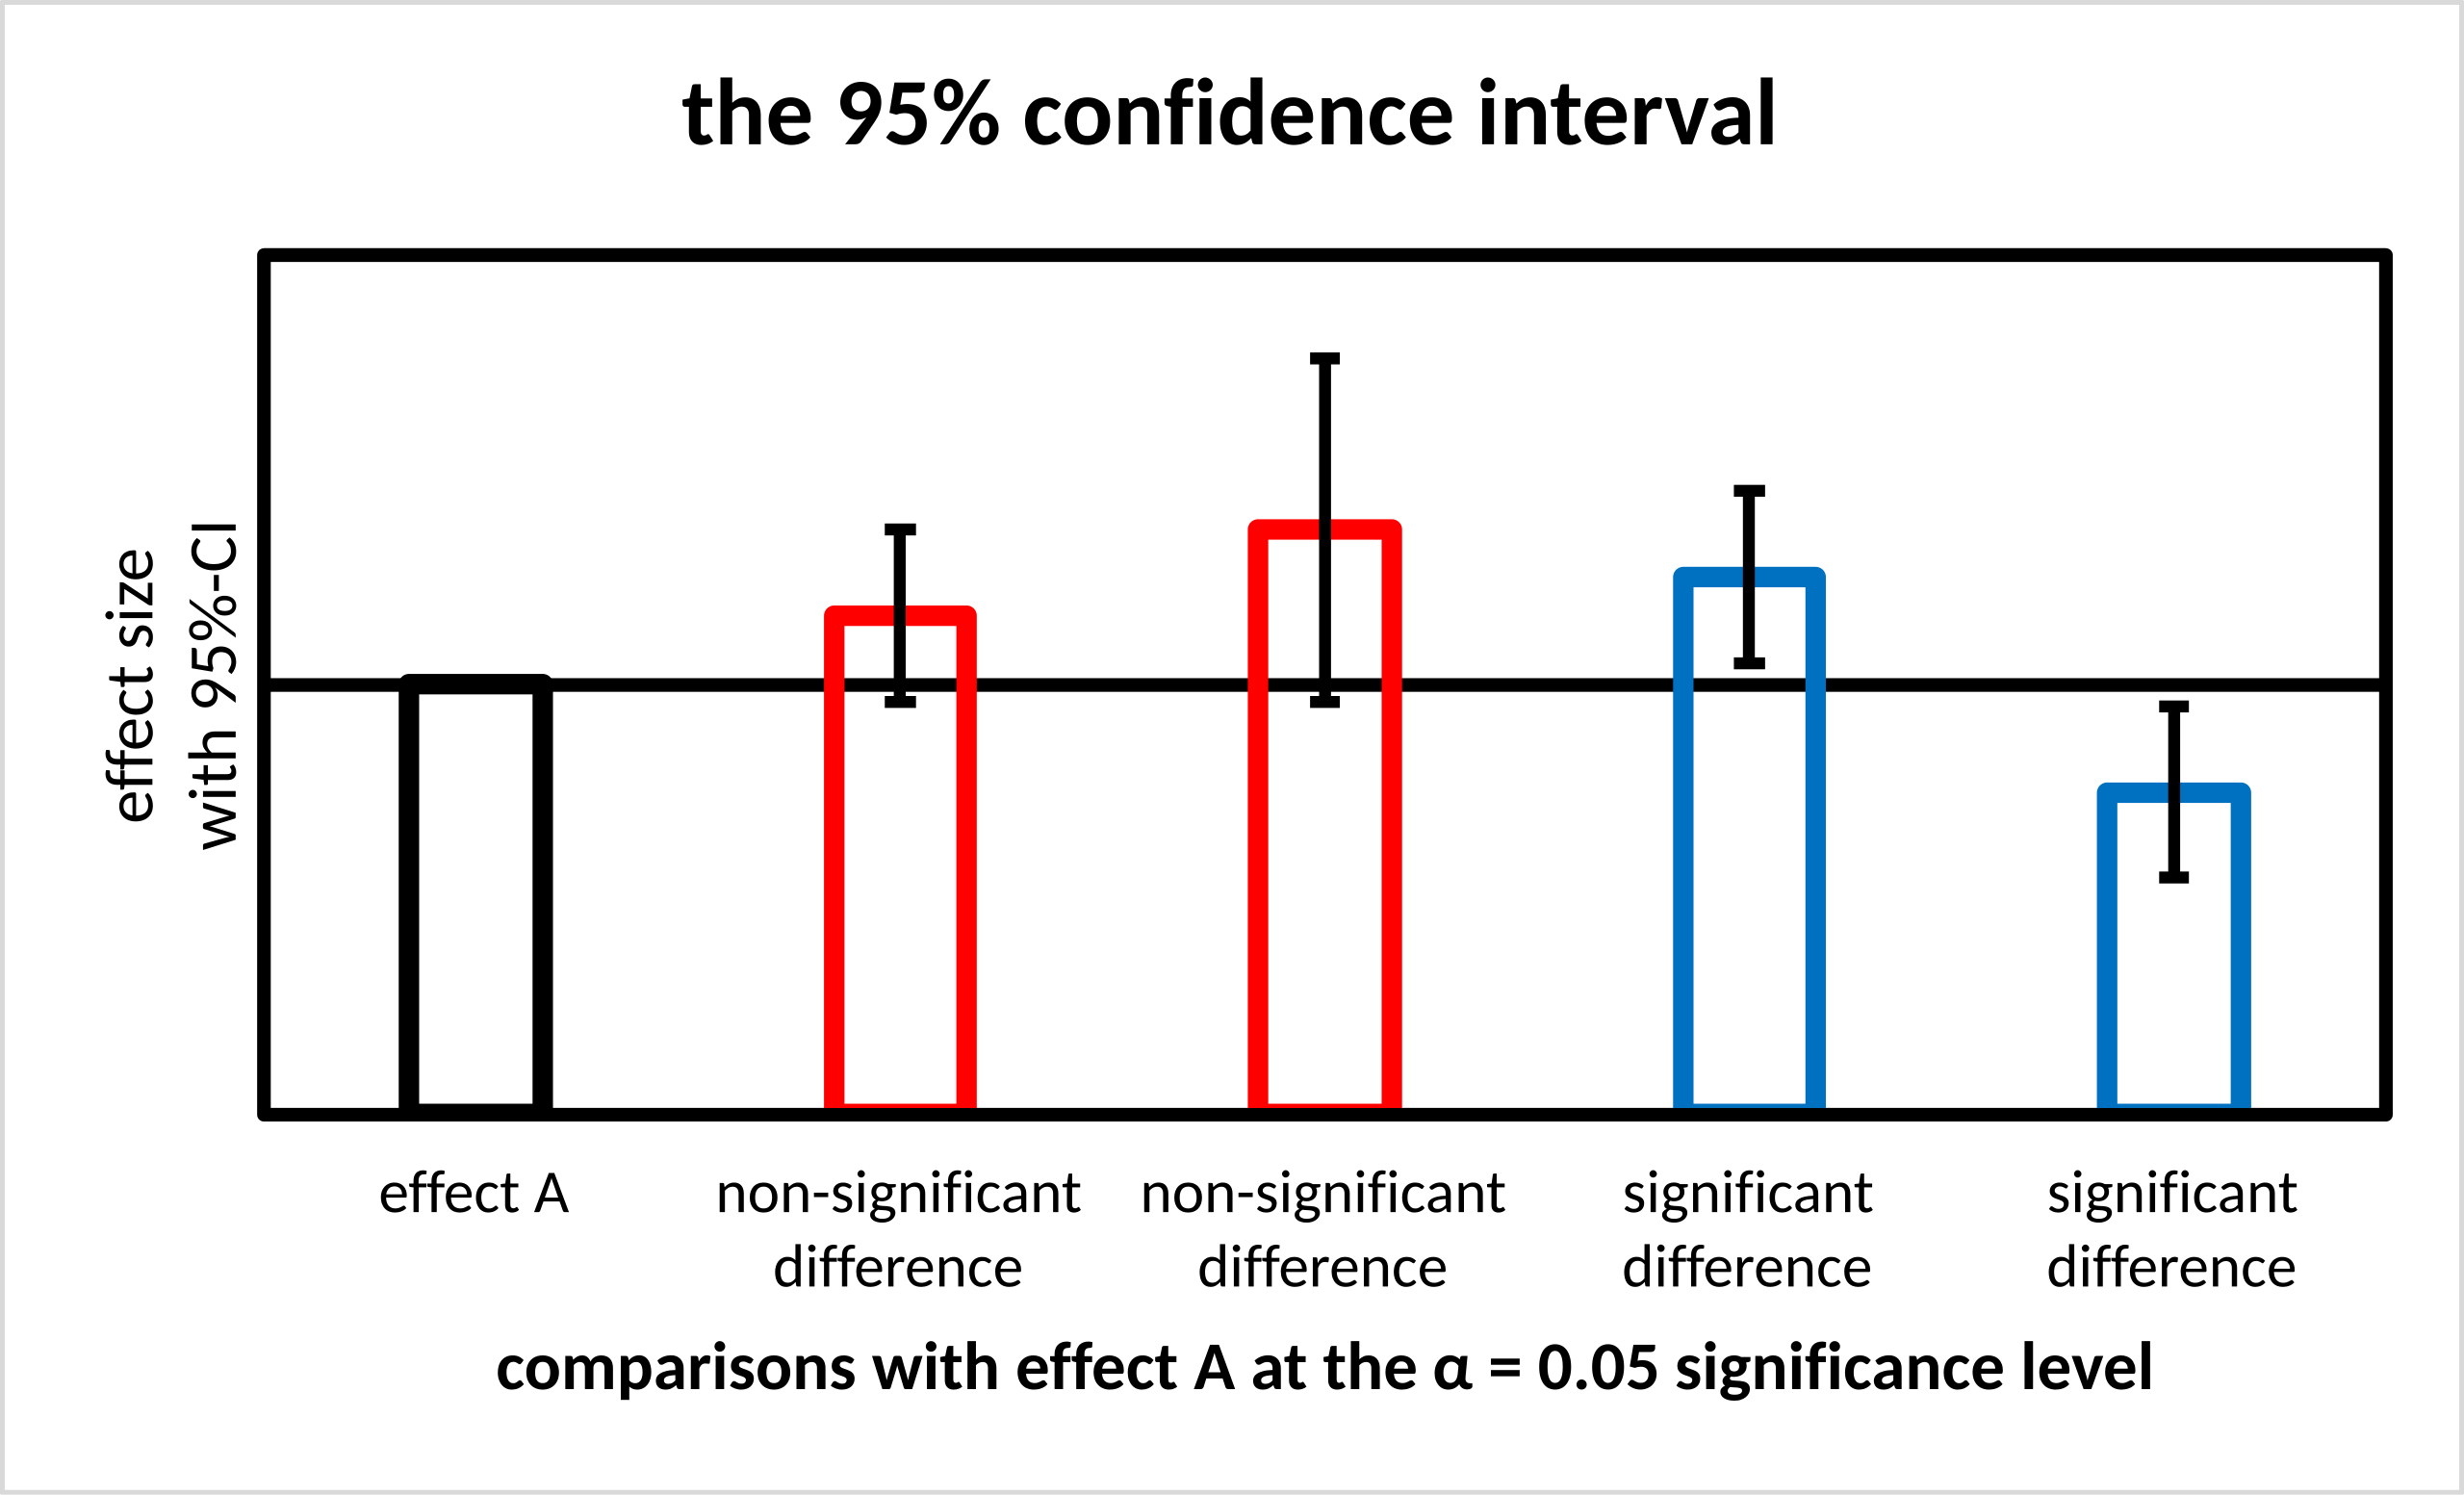 the 95% confidence interval
effect size
with 95%-CI
effect A
non-significant
difference
non-significant
difference
significant
difference
significant
difference
comparisons with effect A at the α = 0.05 significance level